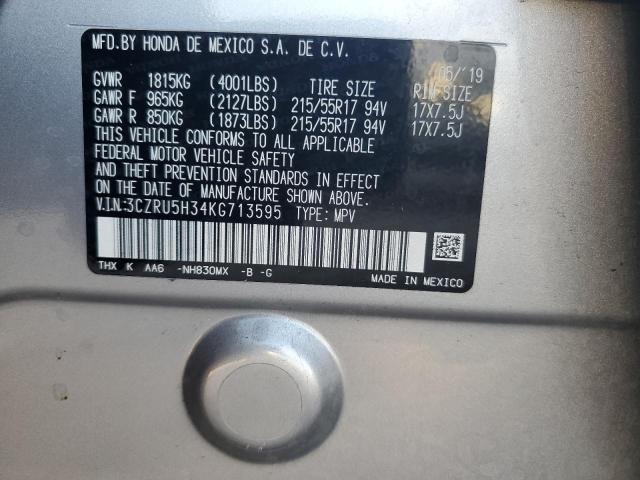 MFD.BY HONDA DE MEXICO S.A. DE C.V.
05/'19
GVWR 1815KG (4001LBS) TIRE SIZE RIM SIZE
GAWR F 965KG (2127LBS) 215/55R17 94V 17X7.5J
GAWR R 850KG (1873LBS) 215/55R17 94V 17X7.5J
THIS VEHICLE CONFORMS TO ALL APPLICABLE
FEDERAL MOTOR VEHICLE SAFETY
AND THEFT PREVENTION STANDARDS IN EFFECT
ON THE DATE OF MANUFACTURE SHOWN ABOVE.
V.I.N:3CZRU5H34KG713595 TYPE: MPV
THX K AA6 -NH830MX -B -G
MADE IN MEXICO